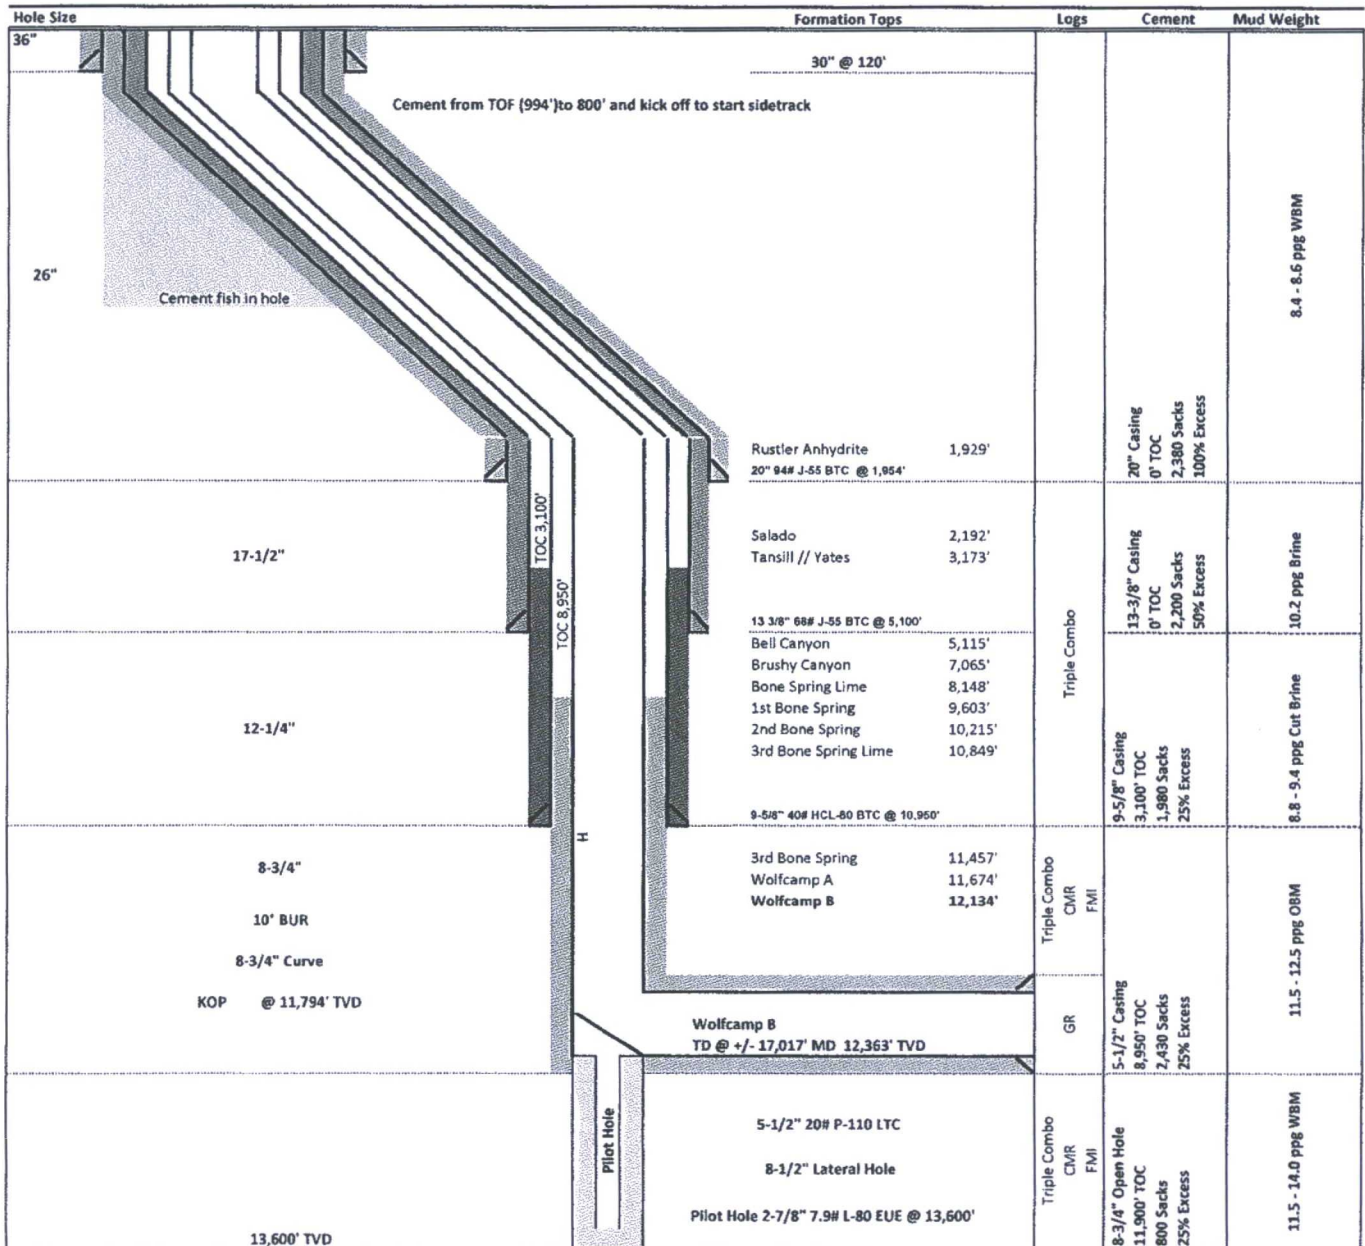 Hole Size Formation Tops Logs Cement Mud Weight
36"
30" @ 120'
Cement from TOF (994')to 800' and kick off to start sidetrack
26"
Cement fish in hole
8.4 - 8.6 ppg WBM
20" Casing
0' TOC
2,380 Sacks
100% Excess
Rustler Anhydrite 1,929'
20" 94# J-55 BTC @ 1,954'
17-1/2"
TOC 3,100'
TOC 8,950'
Salado 2,192'
Tansill // Yates 3,173'
13 3/8" 68# J-55 BTC @ 5,100'
Triple Combo
13-3/8" Casing
0' TOC
2,200 Sacks
50% Excess
10.2 ppg Brine
12-1/4"
Bell Canyon 5,115'
Brushy Canyon 7,065'
Bone Spring Lime 8,148'
1st Bone Spring 9,603'
2nd Bone Spring 10,215'
3rd Bone Spring Lime 10,849'
9-5/8" 40# HCL-80 BTC @ 10,950'
9-5/8" Casing
3,100' TOC
1,980 Sacks
25% Excess
8.8 - 9.4 ppg Cut Brine
H
8-3/4"
10' BUR
8-3/4" Curve
KOP @ 11,794' TVD
3rd Bone Spring 11,457'
Wolfcamp A 11,674'
Wolfcamp B 12,134'
Triple Combo
CMR
FMI
GR
Wolfcamp B
TD @ +/- 17,017' MD 12,363' TVD
5-1/2" Casing
8,950' TOC
2,430 Sacks
25% Excess
11.5 - 12.5 ppg OBM
Pilot Hole
5-1/2" 20# P-110 LTC
8-1/2" Lateral Hole
Pilot Hole 2-7/8" 7.9# L-80 EUE @ 13,600'
13,600' TVD
Triple Combo
CMR
FMI
8-3/4" Open Hole
11,900' TOC
800 Sacks
25% Excess
11.5 - 14.0 ppg WBM